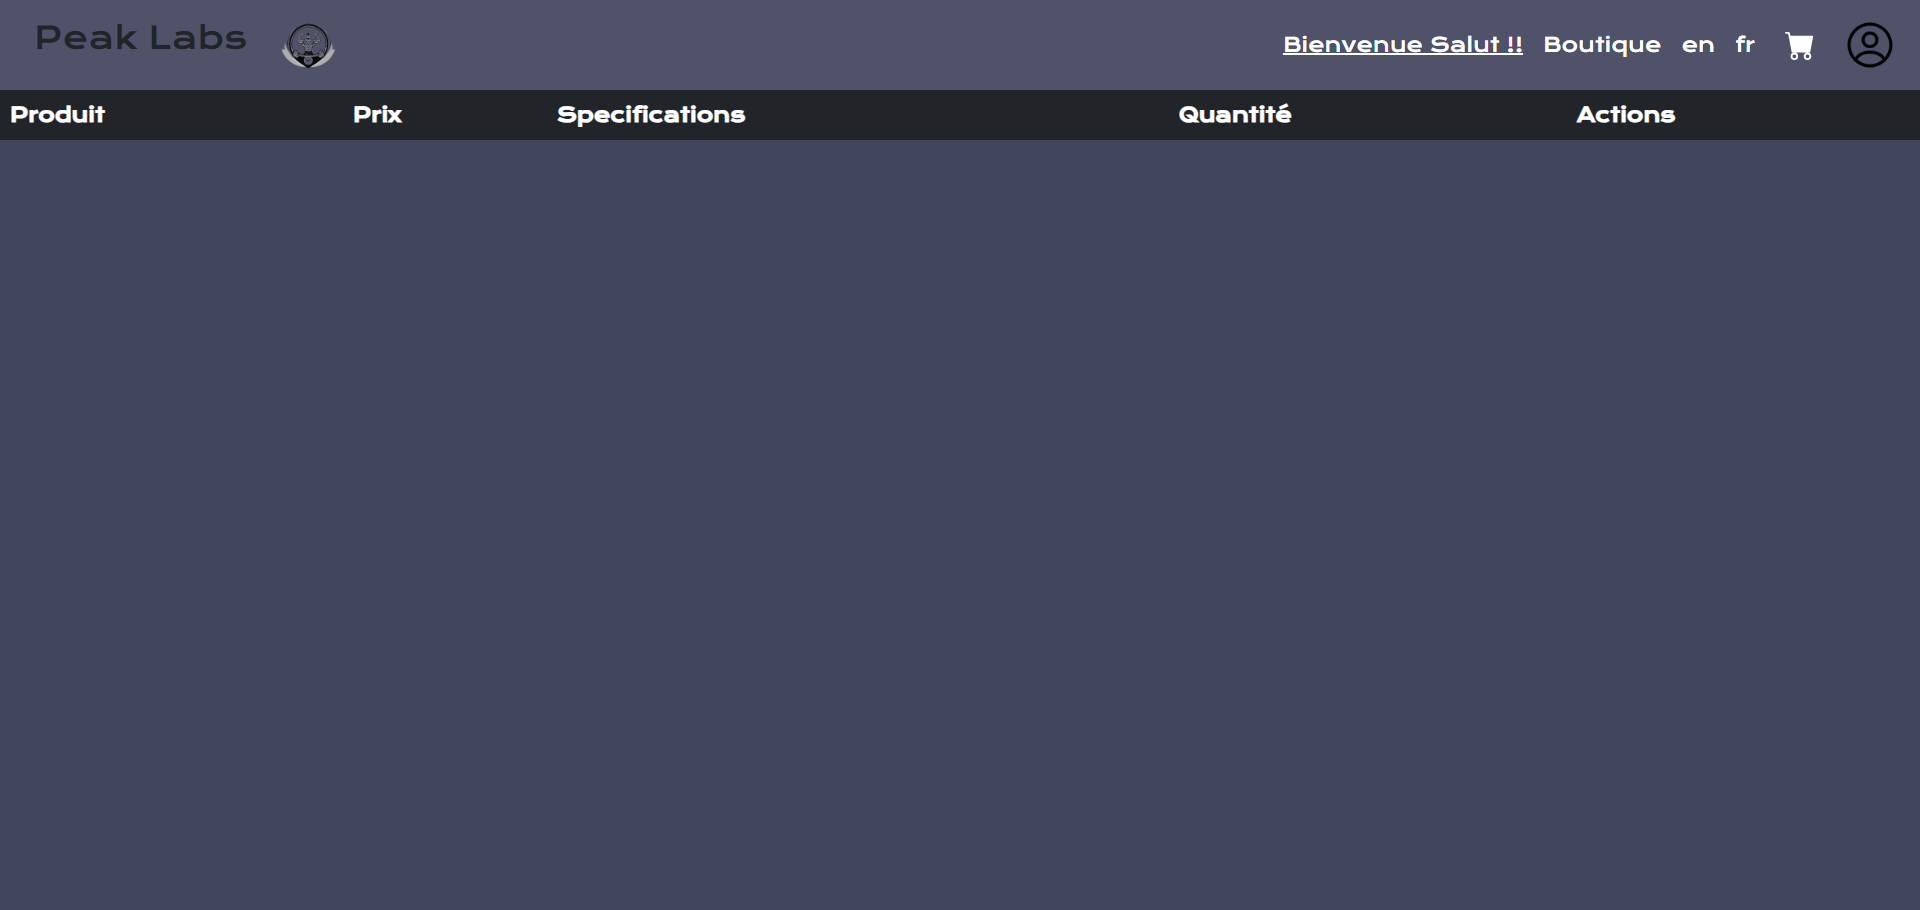 Peak Labs
Bienvenue Salut !! Boutique en fr
Produit Prix Specifications Quantité Actions